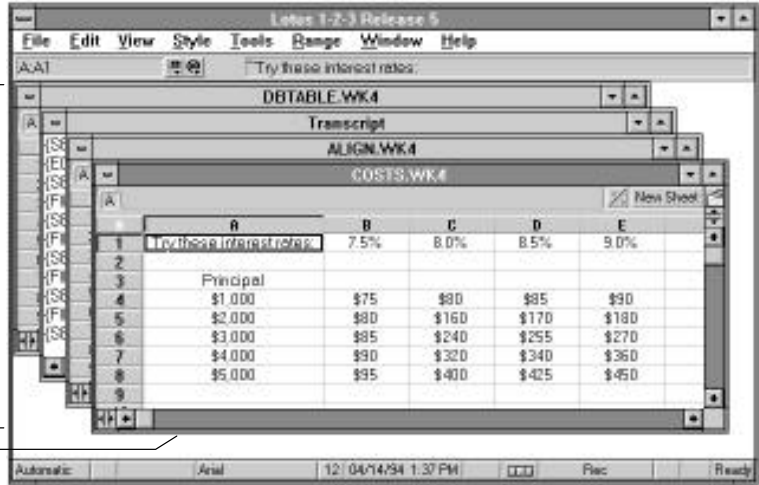 Lotus 1-2-3 Release 5
File Edit View Style Tools Range Window Help
A:A1 'Try these interest rates:
DBTABLE.WK4
A Transcript
ALIGN.WK4
A COSTS.WK4
A New Sheet
A B C D E
1 Try these interest rates: 7.5% 8.0% 8.5% 9.0%
2
3 Principal
4 $1,000 $75 $80 $85 $90
5 $2,000 $80 $160 $170 $180
6 $3,000 $85 $240 $255 $270
7 $4,000 $90 $320 $340 $360
8 $5,000 $95 $400 $425 $450
9
Automatic Arial 12 04/14/94 1:37 PM Rec Ready